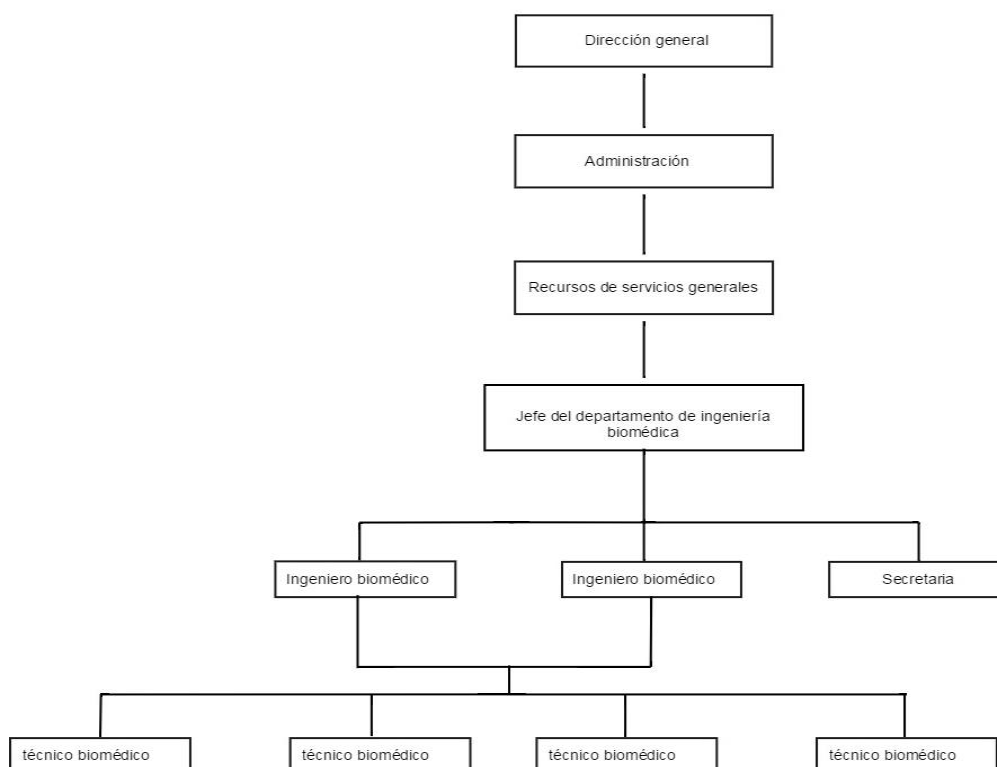 Dirección general
Administración
Recursos de servicios generales
Jefe del departamento de ingeniería
biomédica
Ingeniero biomédico
Ingeniero biomédico
Secretaria
técnico biomédico
técnico biomédico
técnico biomédico
técnico biomédico